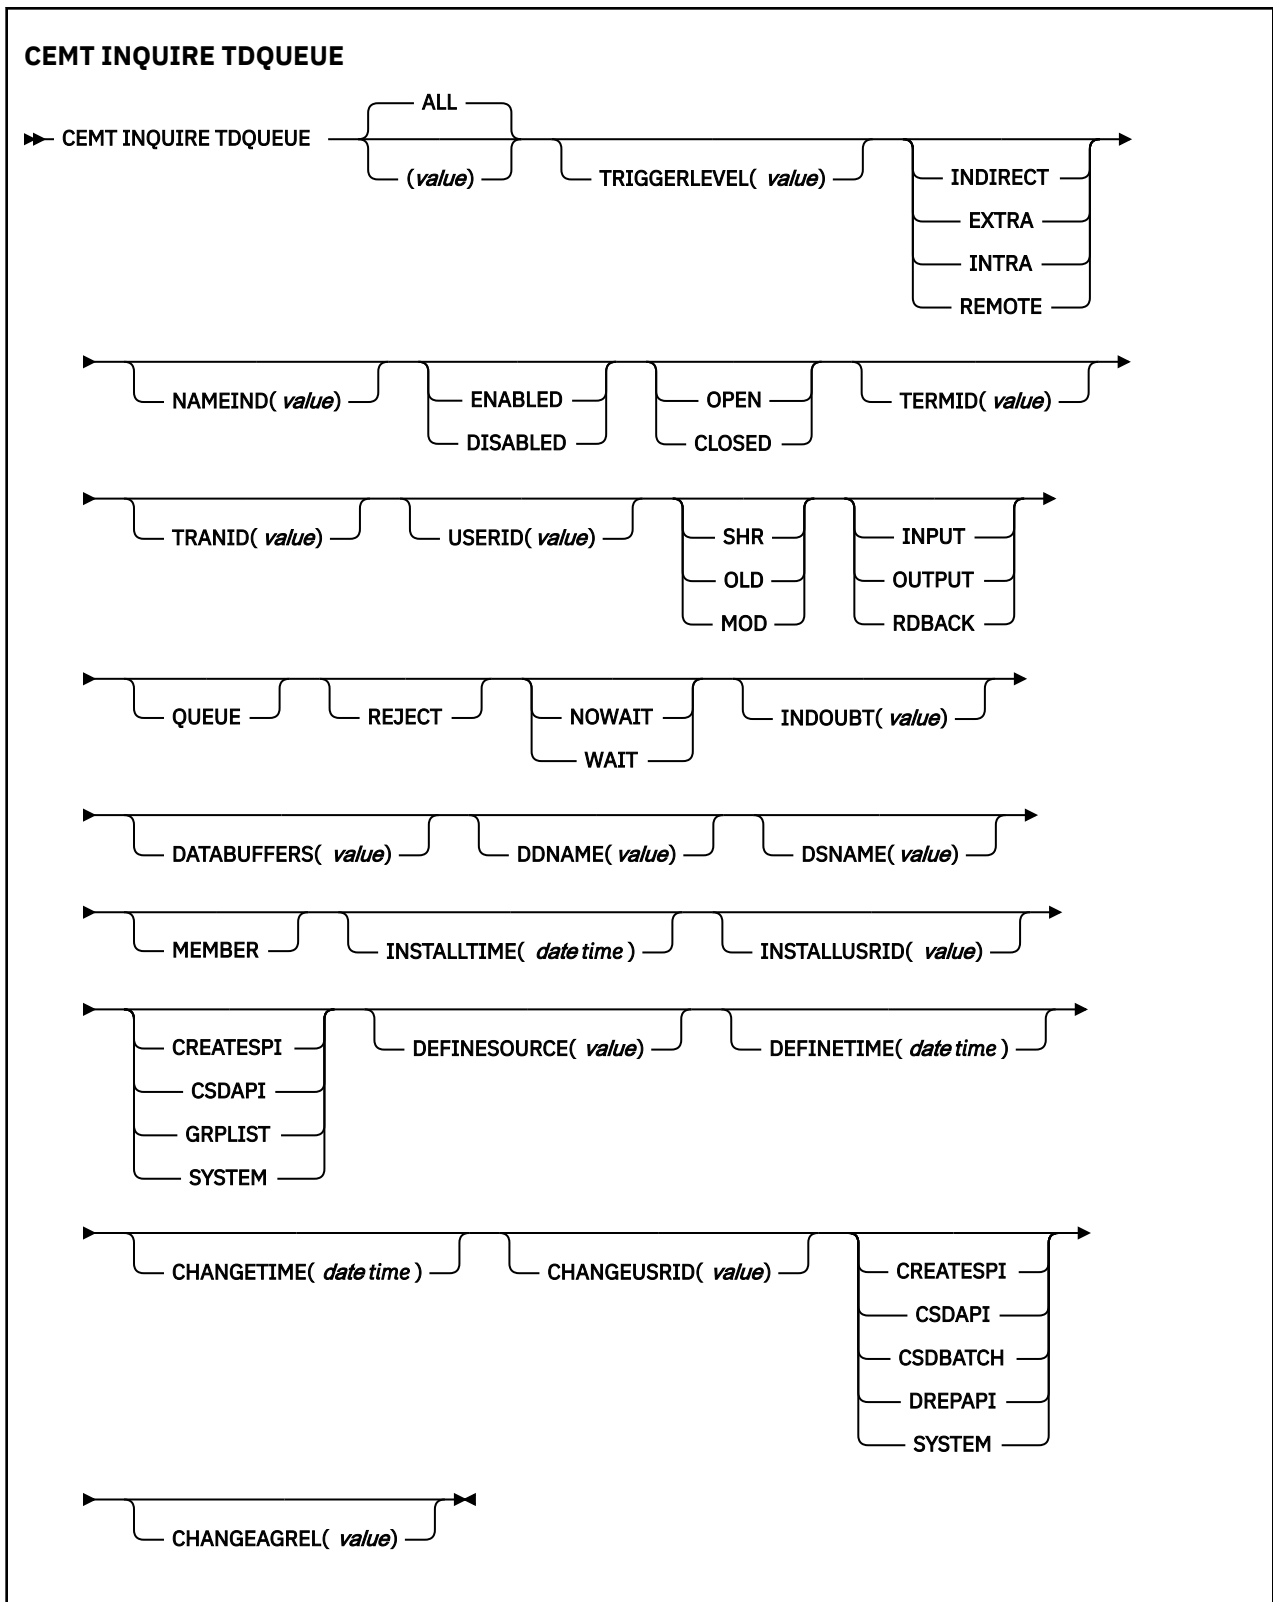 CEMT INQUIRE TDQUEUE
ALL
CEMT INQUIRE TDQUEUE
(value) TRIGGERLEVEL( value) INDIRECT
EXTRA
INTRA
REMOTE
NAMEIND( value) ENABLED OPEN TERMID( value)
DISABLED CLOSED
TRANID( value) USERID( value) SHR INPUT
OLD OUTPUT
MOD RDBACK
QUEUE REJECT NOWAIT INDOUBT( value)
WAIT
DATABUFFERS( value) DDNAME( value) DSNAME( value)
MEMBER INSTALLTIME( date time ) INSTALLUSRID( value)
CREATESPI DEFINESOURCE( value) DEFINETIME( date time )
CSDAPI
GRPLIST
SYSTEM
CHANGETIME( date time ) CHANGEUSRID( value) CREATESPI
CSDAPI
CSDBATCH
DREPAPI
SYSTEM
CHANGEAGREL( value)